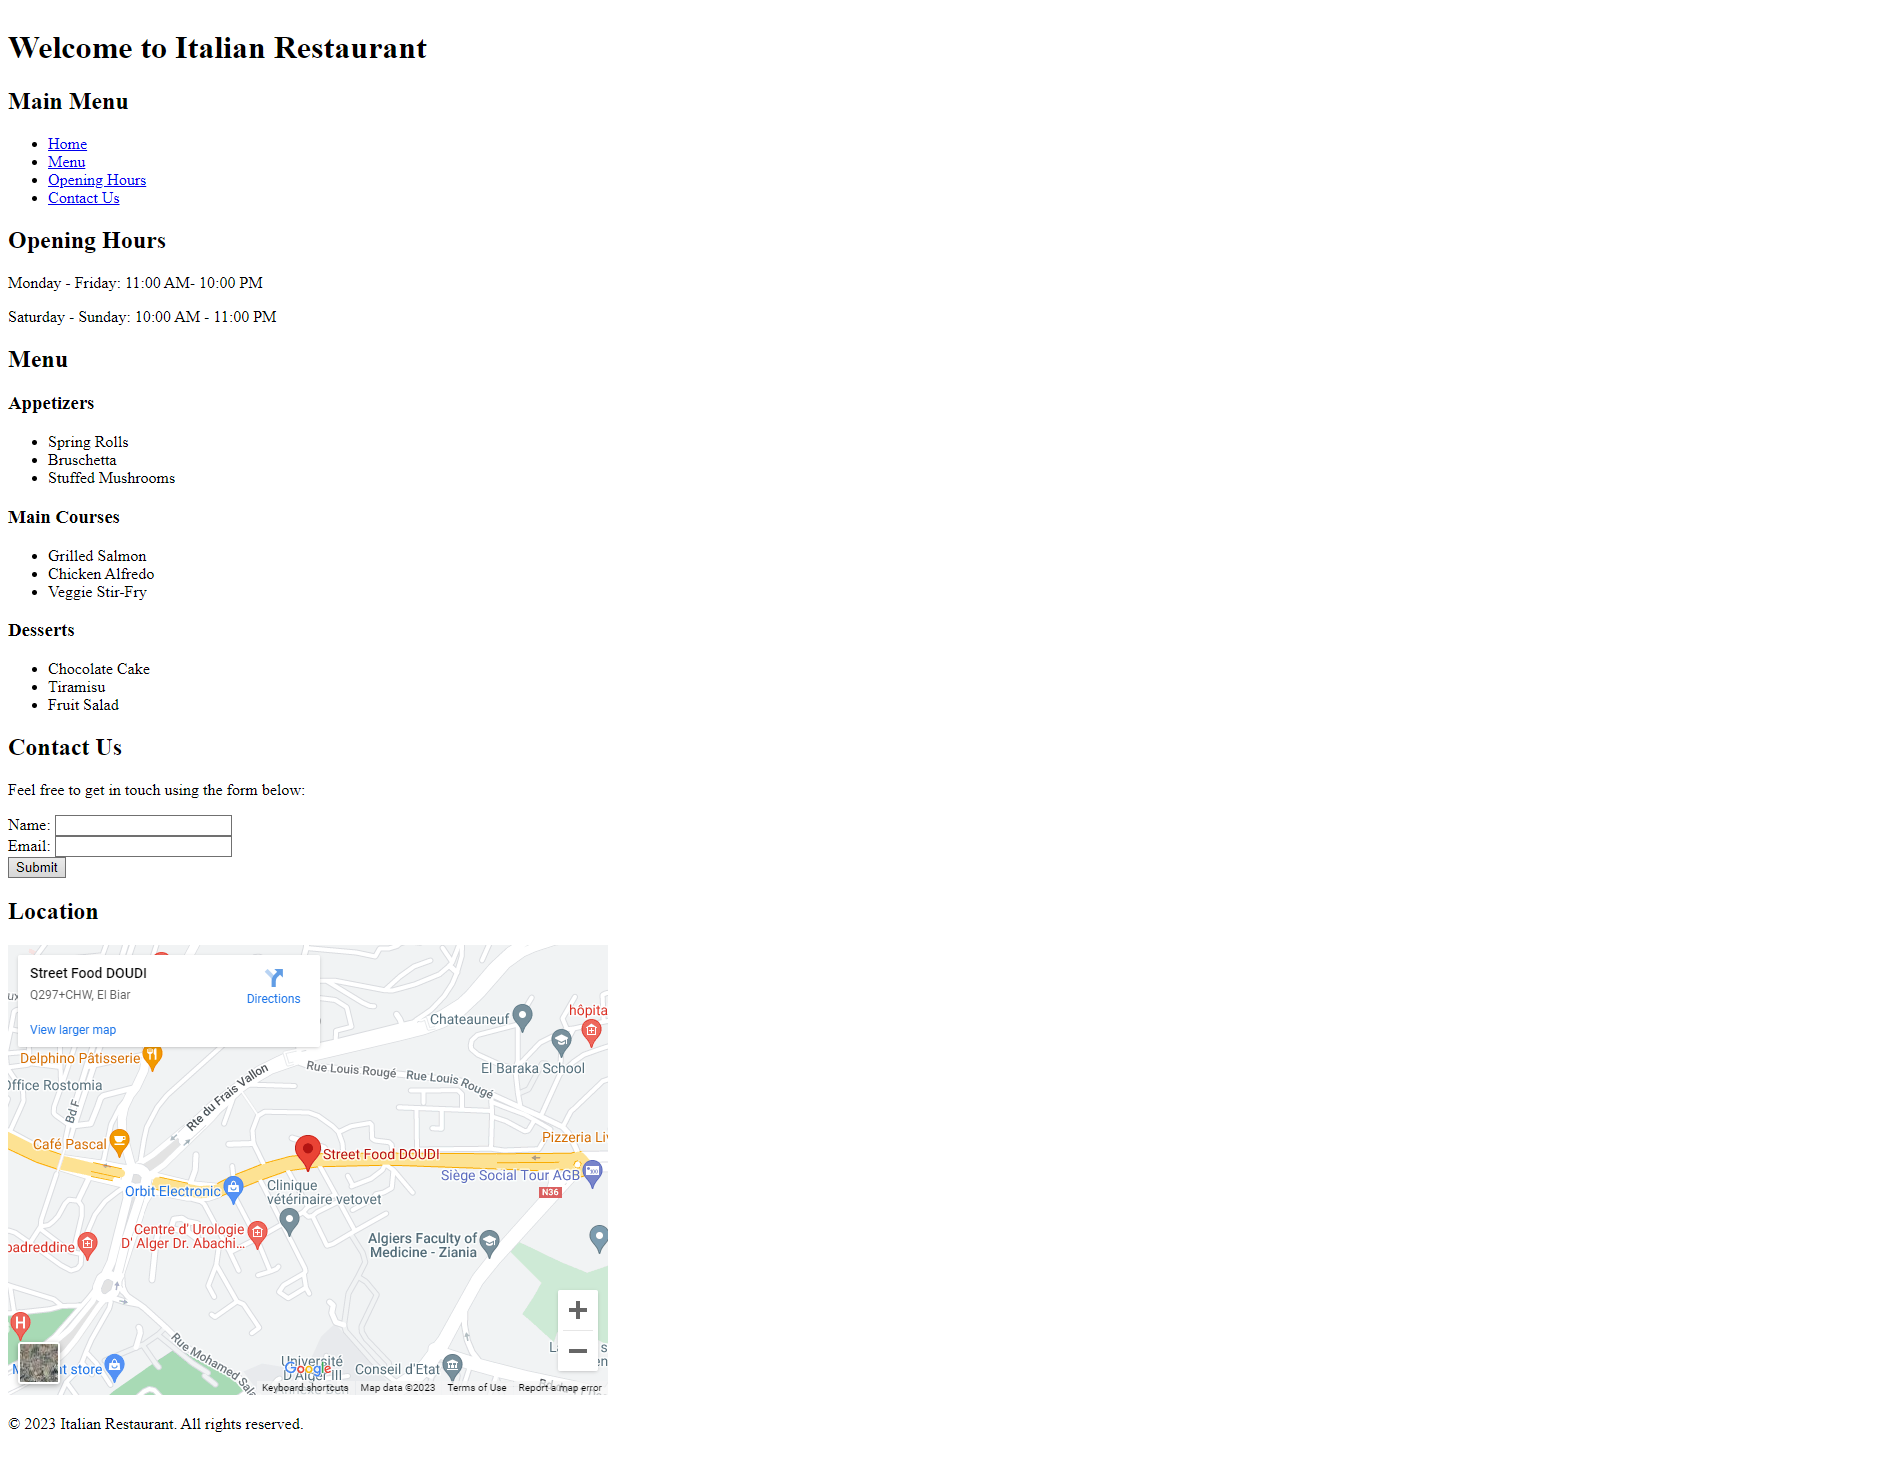 Welcome to Italian Restaurant
Main Menu
Home
Menu
Opening Hours
Contact Us
Opening Hours
Monday - Friday: 11:00 AM- 10:00 PM
Saturday - Sunday: 10:00 AM - 11:00 PM
Menu
Appetizers
Spring Rolls
Bruschetta
Stuffed Mushrooms
Main Courses
Grilled Salmon
Chicken Alfredo
Veggie Stir-Fry
Desserts
Chocolate Cake
Tiramisu
Fruit Salad
Contact Us
Feel free to get in touch using the form below:
Name:
Email:
Submit
Location
Street Food DOUDI
Q297+CHW, El Biar
Directions
View larger map
Chateauneuf
hôpita
Delphino Pâtisserie
El Baraka School
Rue Louis Rougé
Rue Louis Rougé
Office Rostomia
Rte du Frais Vallon
Bd F
Café Pascal
Pizzeria Liv
Street Food DOUDI
Siège Social Tour AGB
N36
Orbit Electronic
Clinique
vétérinaire vetovet
Centre d' Urologie
D' Alger Dr. Abachi...
Algiers Faculty of
Medicine - Ziania
badreddine
H
Rue Mohamed Sala
t store
Université
D'Alger III
Google
Conseil d'Etat
Keyboard shortcuts
Map data ©2023
Terms of Use
Report a map error
© 2023 Italian Restaurant. All rights reserved.